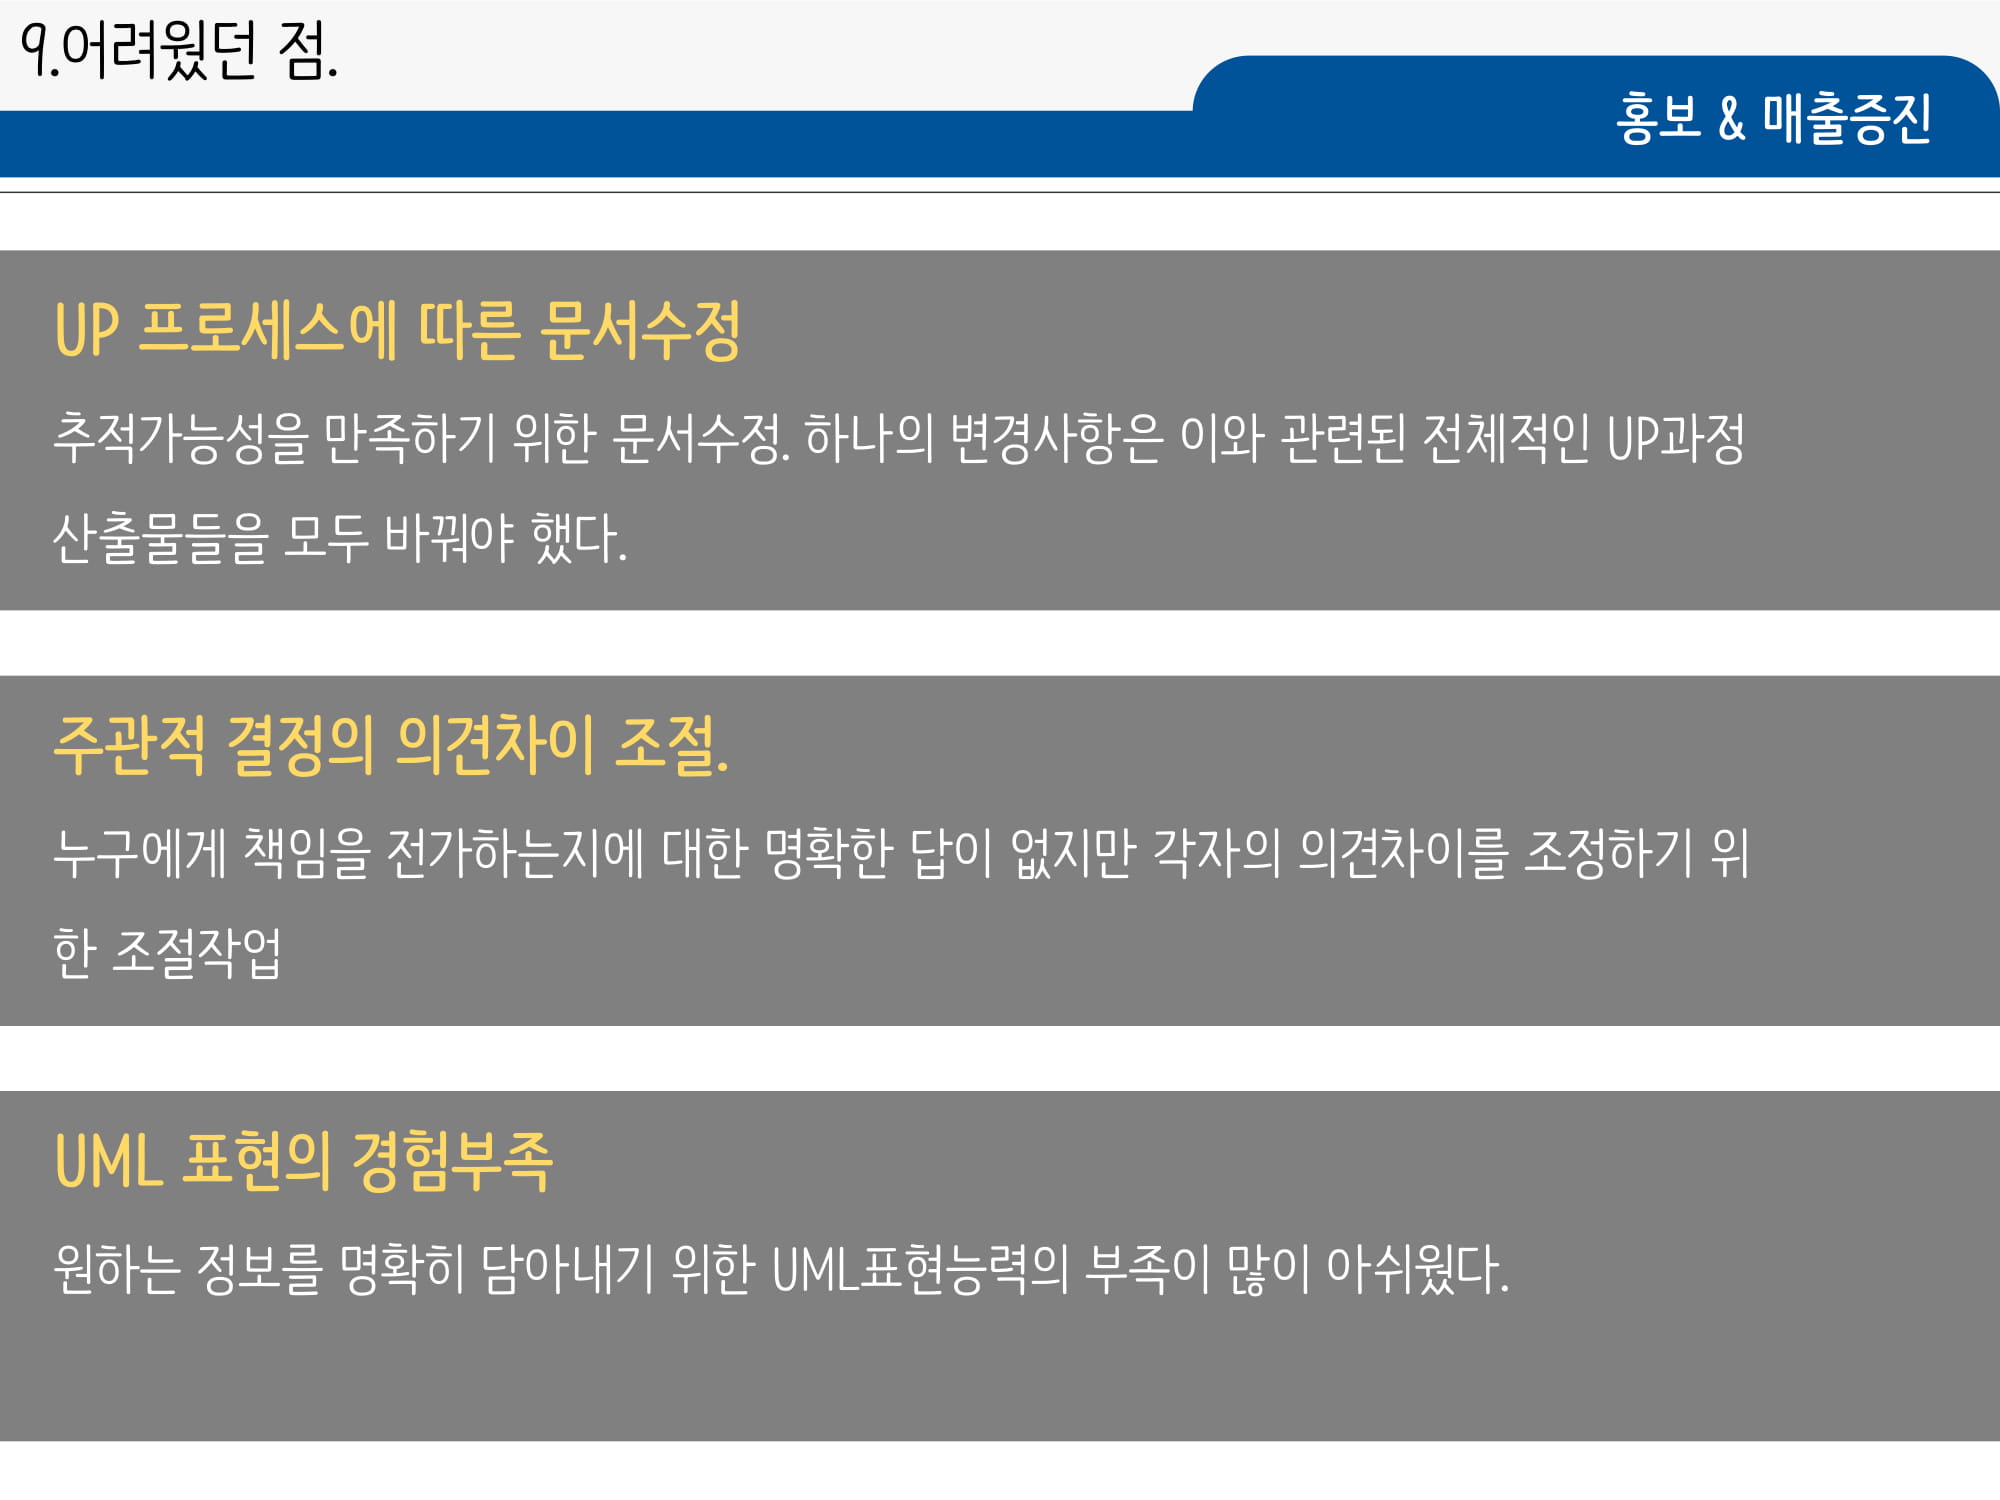 9.어려웠던 점.
홍보 & 매출증진
UP 프로세스에 따른 문서수정
추적가능성을 만족하기 위한 문서수정. 하나의 변경사항은 이와 관련된 전체적인 UP과정
산출물들을 모두 바꿔야 했다.
주관적 결정의 의견차이 조절.
누구에게 책임을 전가하는지에 대한 명확한 답이 없지만 각자의 의견차이를 조정하기 위
한 조절작업
UML 표현의 경험부족
원하는 정보를 명확히 담아내기 위한 UML표현능력의 부족이 많이 아쉬웠다.